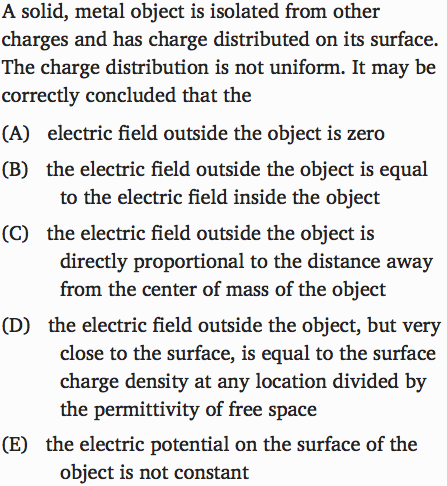 A solid, metal object is isolated from other
charges and has charge distributed on its surface.
The charge distribution is not uniform. It may be
correctly concluded that the
(A) electric field outside the object is zero
(B) the electric field outside the object is equal
to the electric field inside the object
(C) the electric field outside the object is
directly proportional to the distance away
from the center of mass of the object
(D) the electric field outside the object, but very
close to the surface, is equal to the surface
charge density at any location divided by
the permittivity of free space
(E) the electric potential on the surface of the
object is not constant